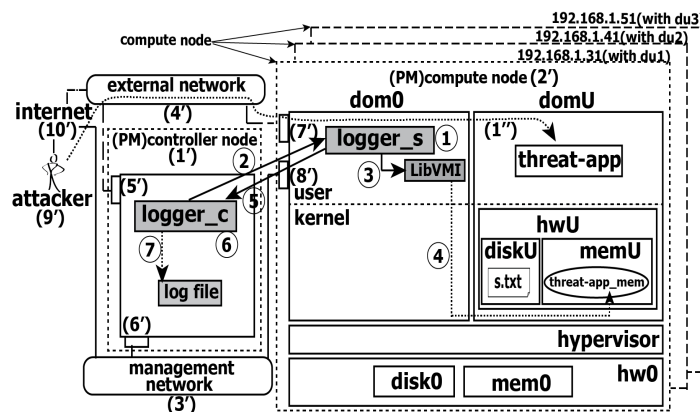 192.168.1.51(with du3
192.168.1.41(with du2)
192.168.1.31(with du1)
compute node
external network
(4')
internet
(10')
attacker
(9')
(PM)controller node
(1')
(5')
logger_c
6
7
log file
(6')
management
network
(3')
2
5
(PM)compute node (2')
dom0
domU
(7')
logger_s
1
(1'')
threat-app
3
LibVMI
(8')
user
kernel
4
hwU
diskU
memU
s.txt
threat-app_mem
hypervisor
hw0
disk0
mem0